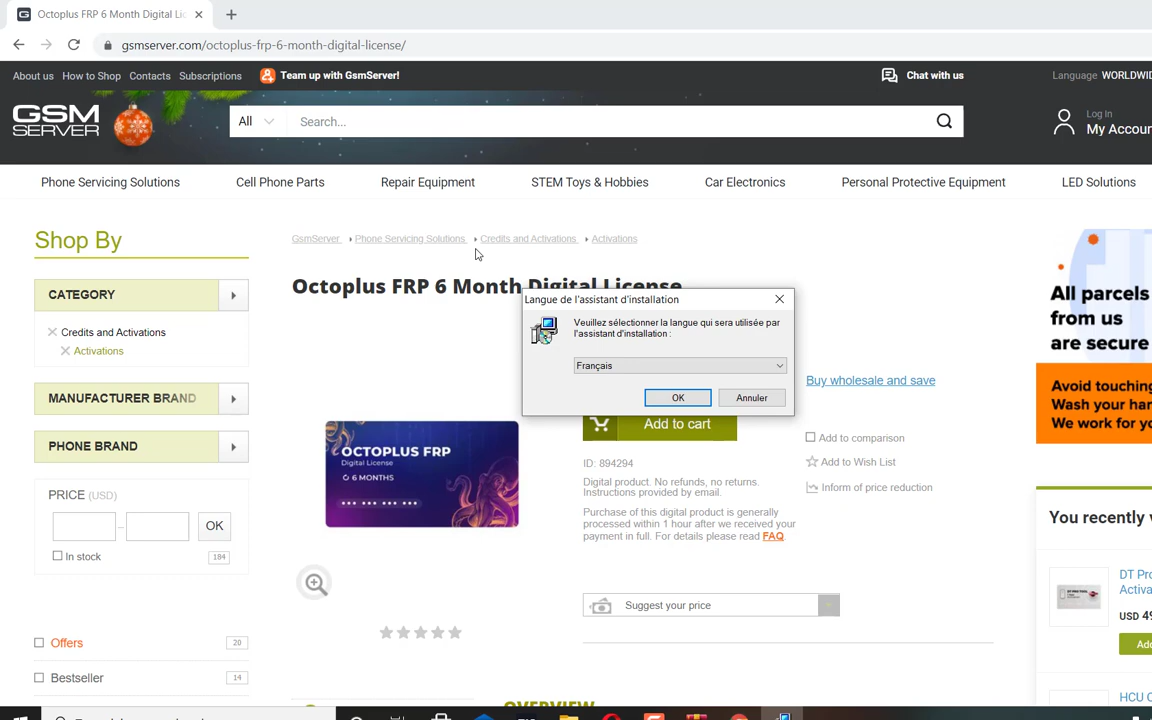 Octoplus FRP 6 Month Digital Lic
gsmserver.com/octoplus-frp-6-month-digital-license/
About us How to Shop Contacts Subscriptions Team up with GsmServer! Chat with us Language WORLDWID
GSM
SERVER
All Search...
Log In
My Accoun
Phone Servicing Solutions Cell Phone Parts Repair Equipment STEM Toys & Hobbies Car Electronics Personal Protective Equipment LED Solutions
Shop By
GsmServer Phone Servicing Solutions Credits and Activations Activations
Octoplus FRP 6 Month Digital License
CATEGORY
Credits and Activations
Activations
MANUFACTURER BRAND
PHONE BRAND
PRICE (USD)
– OK
In stock 184
Offers 20
Bestseller 14
Langue de l'assistant d'installation
Veuillez sélectionner la langue qui sera utilisée par
l'assistant d'installation :
Français
OK Annuler
OCTOPLUS FRP
Digital License
6 MONTHS
Add to cart
Buy wholesale and save
Add to comparison
Add to Wish List
Inform of price reduction
ID: 894294
Digital product. No refunds, no returns.
Instructions provided by email.
Purchase of this digital product is generally
processed within 1 hour after we received your
payment in full. For details please read FAQ.
Suggest your price
OVERVIEW
All parcels
from us
are secure
Avoid touching
Wash your han
We work for yo
You recently v
DT Pro
Activa
USD 49
Add
HCU C